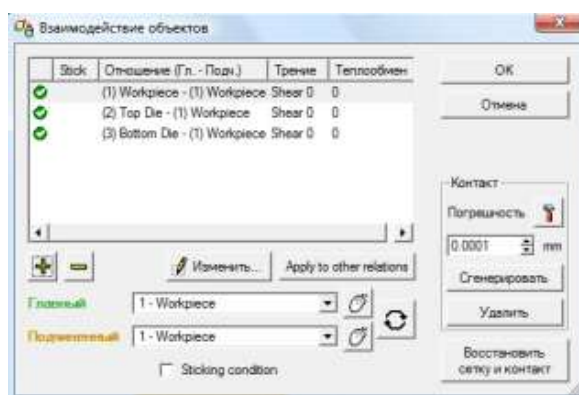 Взаимодействие объектов
Stick Отношение (Гл. - Подч.) Трение Теплообмен
(1) Workpiece - (1) Workpiece Shear 0 0
(2) Top Die - (1) Workpiece Shear 0 0
(3) Bottom Die - (1) Workpiece Shear 0 0
OK
Отмена
Контакт
Погрешность
0.0001 mm
Сгенерировать
Удалить
Восстановить
сетку и контакт
Изменить... Apply to other relations
Главный 1 - Workpiece
Подчиненный 1 - Workpiece
Sticking condition